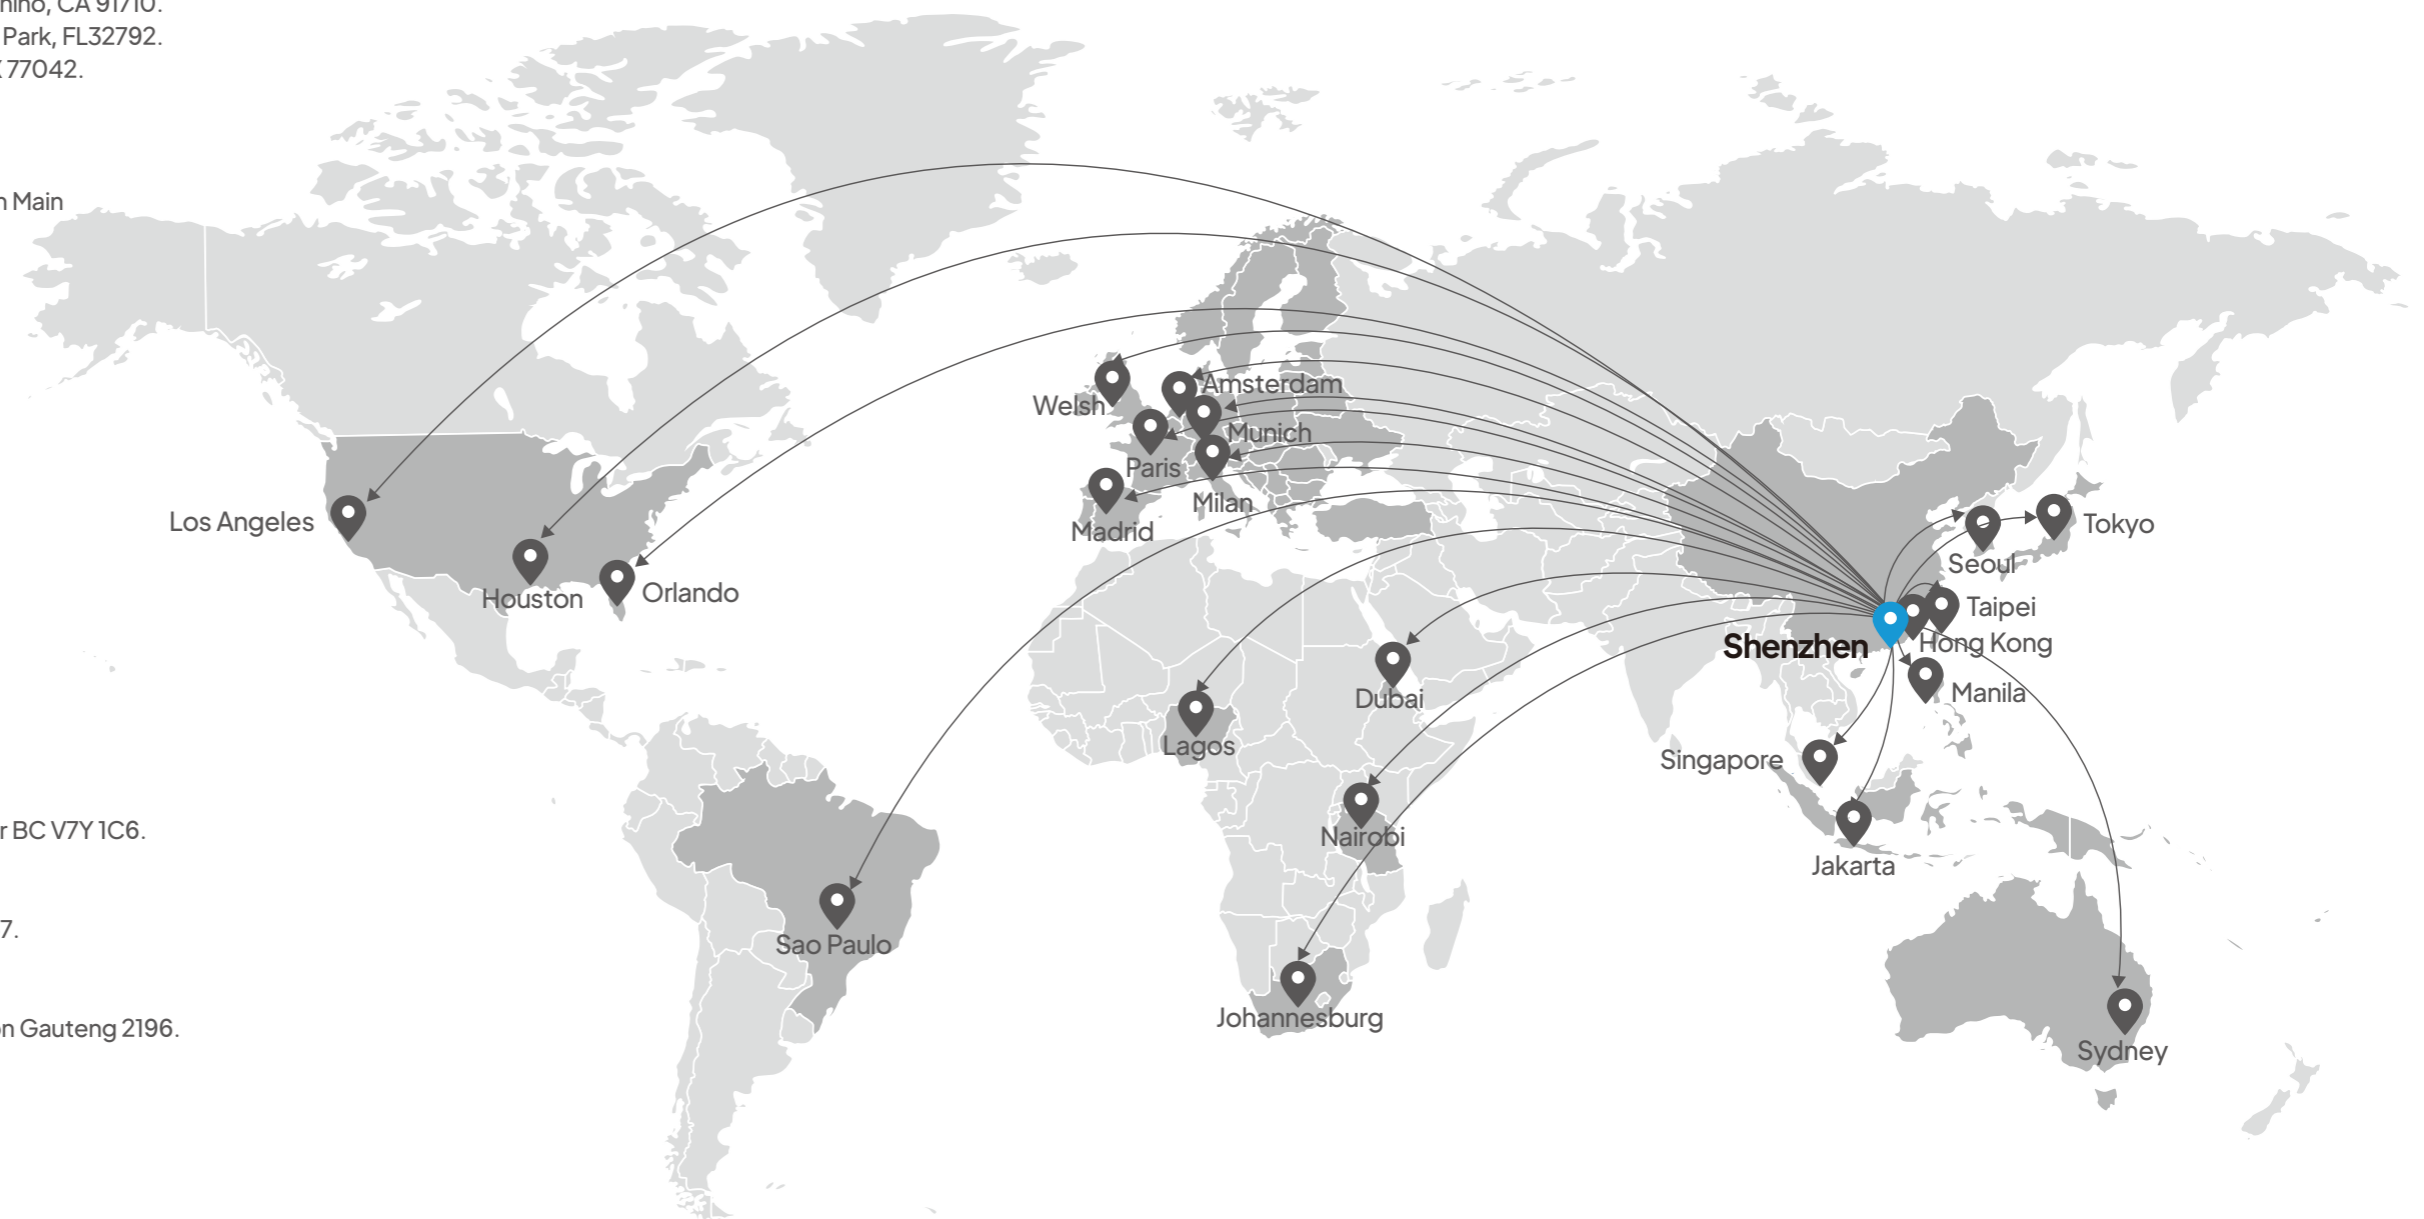 hino, CA 91710.
Park, FL32792.
77042.
n Main
r BC V7Y 1C6.
7.
n Gauteng 2196.
Los Angeles
Houston
Orlando
Welsh
Amsterdam
Munich
Paris
Milan
Madrid
Seoul
Tokyo
Taipei
Hong Kong
Shenzhen
Manila
Dubai
Lagos
Singapore
Nairobi
Jakarta
Sao Paulo
Johannesburg
Sydney